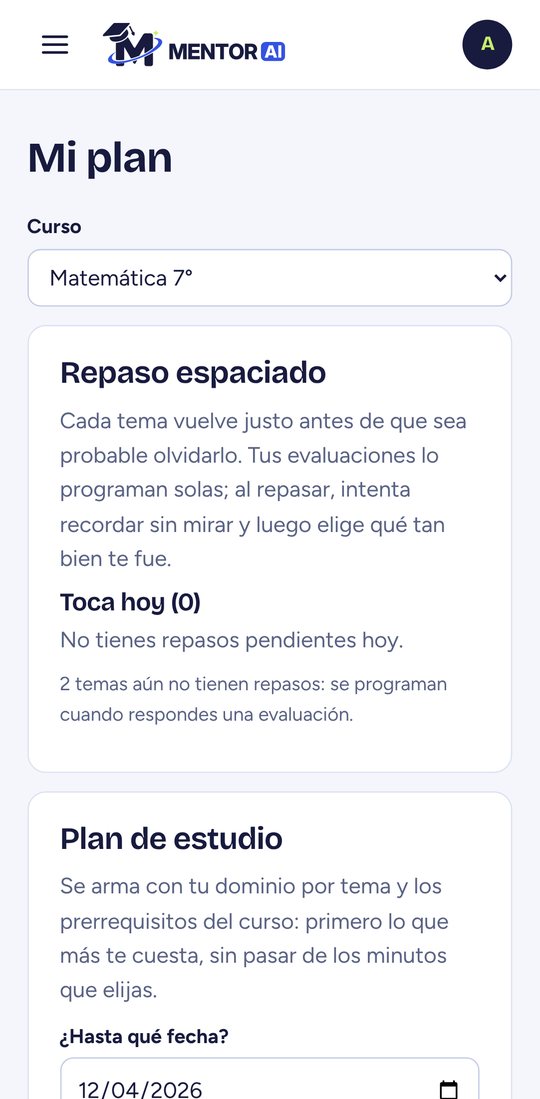 MENTOR AI
A
Mi plan
Curso
Matemática 7°
Repaso espaciado
Cada tema vuelve justo antes de que sea
probable olvidarlo. Tus evaluaciones lo
programan solas; al repasar, intenta
recordar sin mirar y luego elige qué tan
bien te fue.
Toca hoy (0)
No tienes repasos pendientes hoy.
2 temas aún no tienen repasos: se programan
cuando respondes una evaluación.
Plan de estudio
Se arma con tu dominio por tema y los
prerrequisitos del curso: primero lo que
más te cuesta, sin pasar de los minutos
que elijas.
¿Hasta qué fecha?
12/04/2026